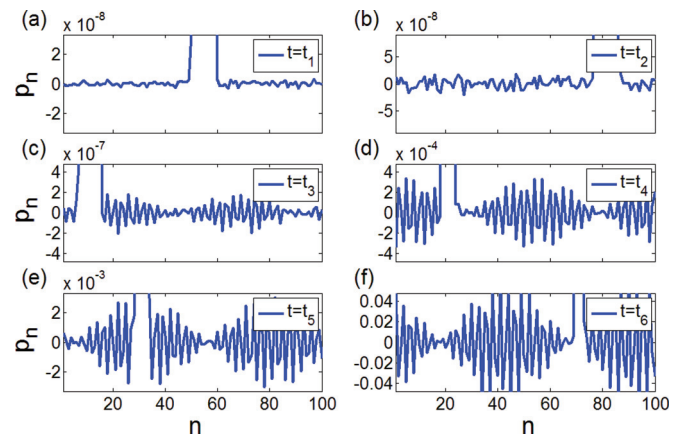 (a) x 10^-8
p_n
2
0
-2
t=t_1
(b) x 10^-8
5
0
-5
t=t_2
(c) x 10^-7
p_n
4
2
0
-2
-4
t=t_3
(d) x 10^-4
4
2
0
-2
-4
t=t_4
(e) x 10^-3
p_n
2
0
-2
20 40 60 80 100
n
t=t_5
(f)
0.04
0.02
0
-0.02
-0.04
20 40 60 80 100
n
t=t_6